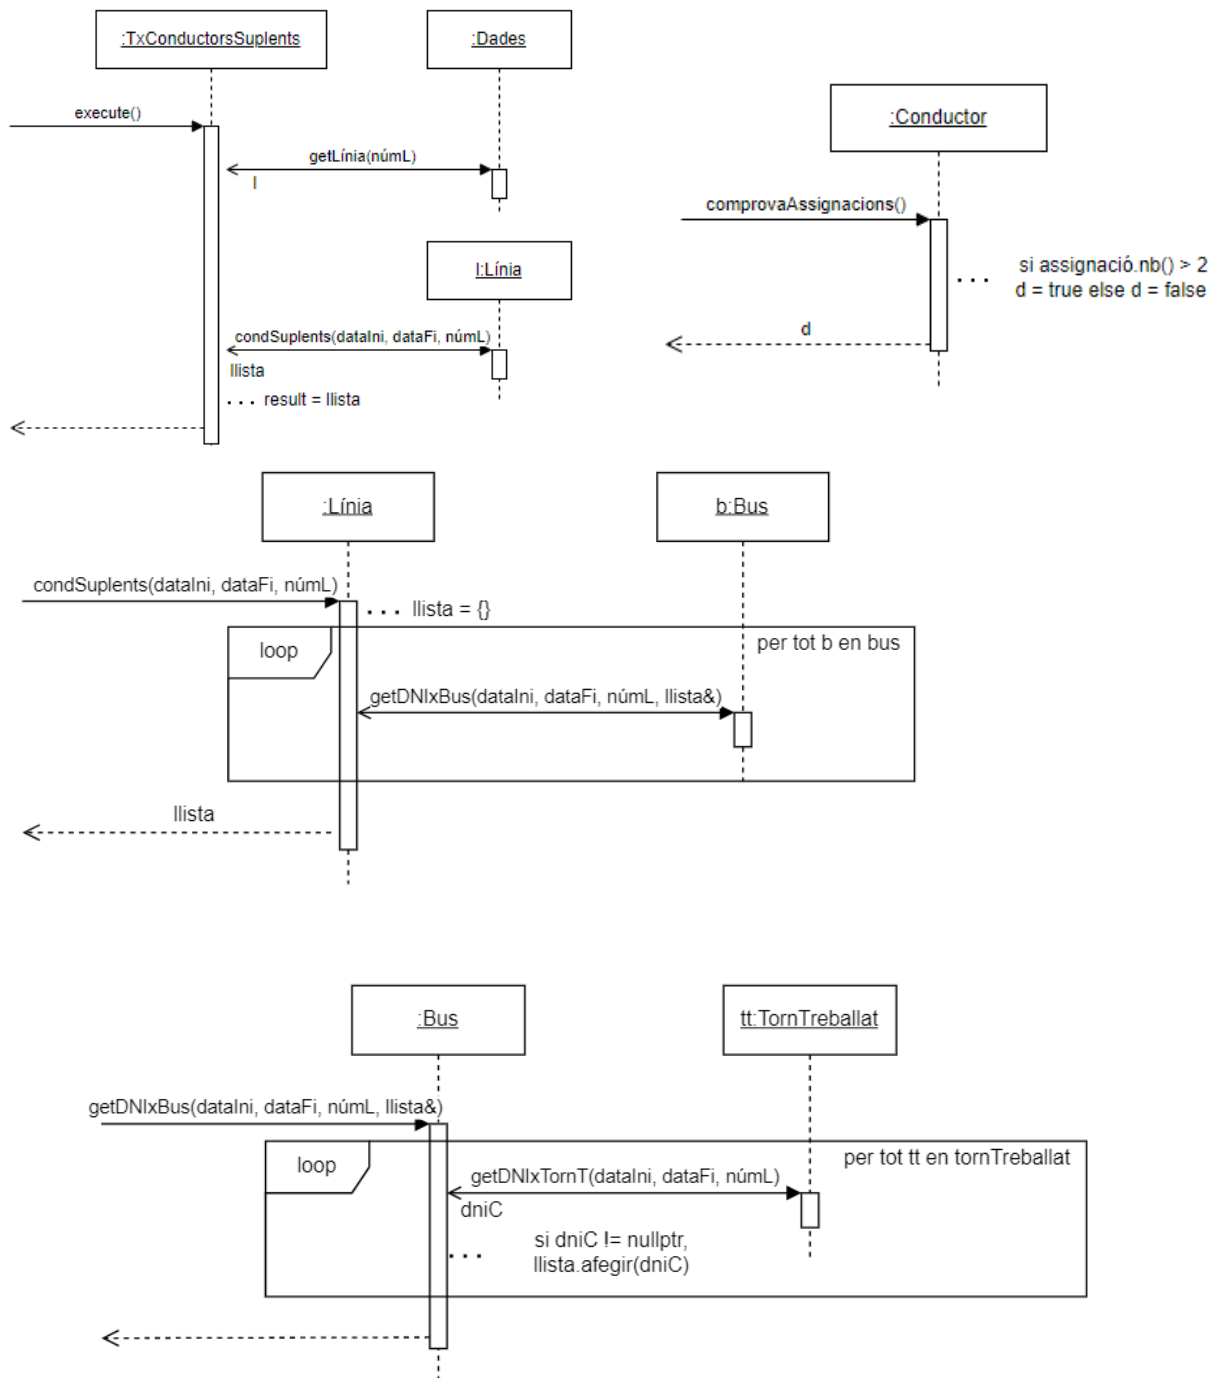 :TxConductorsSuplents
:Dades
execute()
getLínia(númL)
l
l:Línia
condSuplents(dataIni, dataFi, númL)
llista
... result = llista
:Conductor
comprovaAssignacions()
... si assignació.nb() > 2
d = true else d = false
d
:Línia
b:Bus
condSuplents(dataIni, dataFi, númL)
... llista = {}
loop
per tot b en bus
getDNIxBus(dataIni, dataFi, númL, llista&)
llista
:Bus
tt:TornTreballat
getDNIxBus(dataIni, dataFi, númL, llista&)
loop
per tot tt en tornTreballat
getDNIxTornT(dataIni, dataFi, númL)
dniC
... si dniC != nullptr,
llista.afegir(dniC)